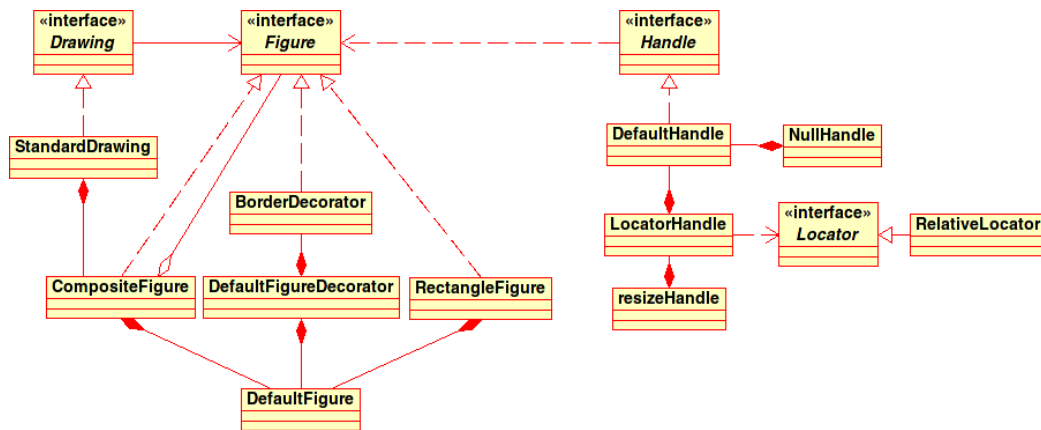 «interface»
Drawing
«interface»
Figure
«interface»
Handle
StandardDrawing
DefaultHandle
NullHandle
BorderDecorator
LocatorHandle
«interface»
Locator
RelativeLocator
CompositeFigure
DefaultFigureDecorator
RectangleFigure
resizeHandle
DefaultFigure